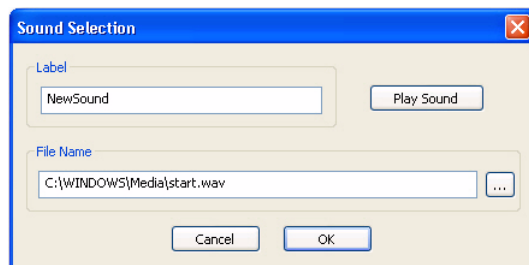 Sound Selection
Label
NewSound
Play Sound
File Name
C:\WINDOWS\Media\start.wav
...
Cancel
OK